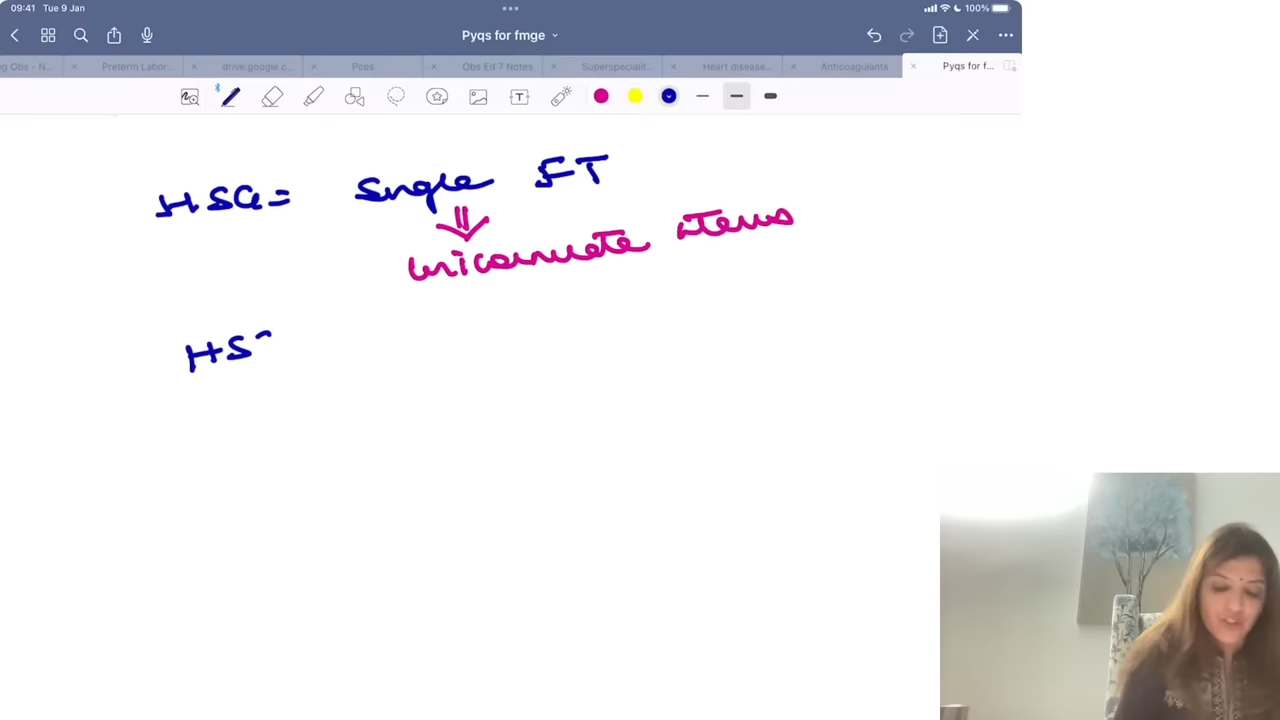 09:41 Tue 9 Jan
100%
Pyqs for fmge
g Obs - N... Preterm Labor... drive.google.c... Pcos Obs Ed 7 Notes Superspecialit... Heart disease... Anticoagulants Pyqs for f...
HSG= Single FT
unicornuate uterus
HS